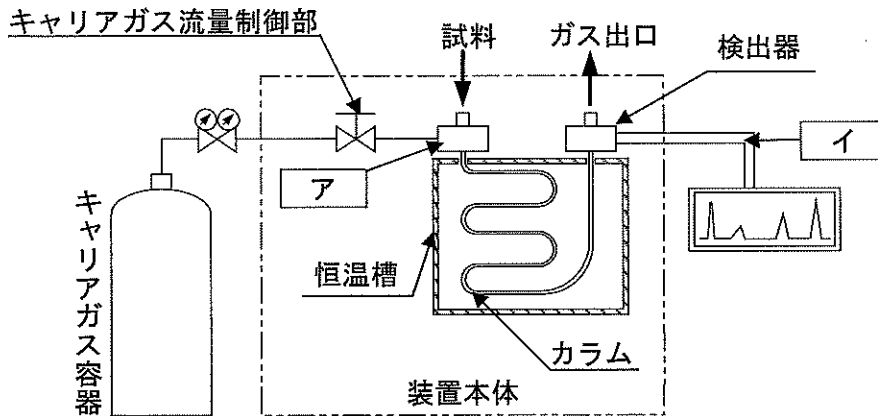 キャリアガス流量制御部
試料
ガス出口
検出器
ア
イ
キャリアガス容器
恒温槽
カラム
装置本体